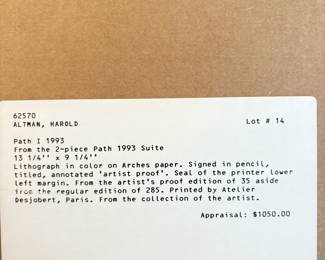 62570
ALTMAN, HAROLD Lot # 14
Path I 1993
From the 2-piece Path 1993 Suite
13 1/4'' x 9 1/4''
Lithograph in color on Arches paper. Signed in pencil,
titled, annotated 'artist proof'. Seal of the printer lower
left margin. From the artist's proof edition of 35 aside
from the regular edition of 285. Printed by Atelier
Desjobert, Paris. From the collection of the artist.
Appraisal: $1050.00